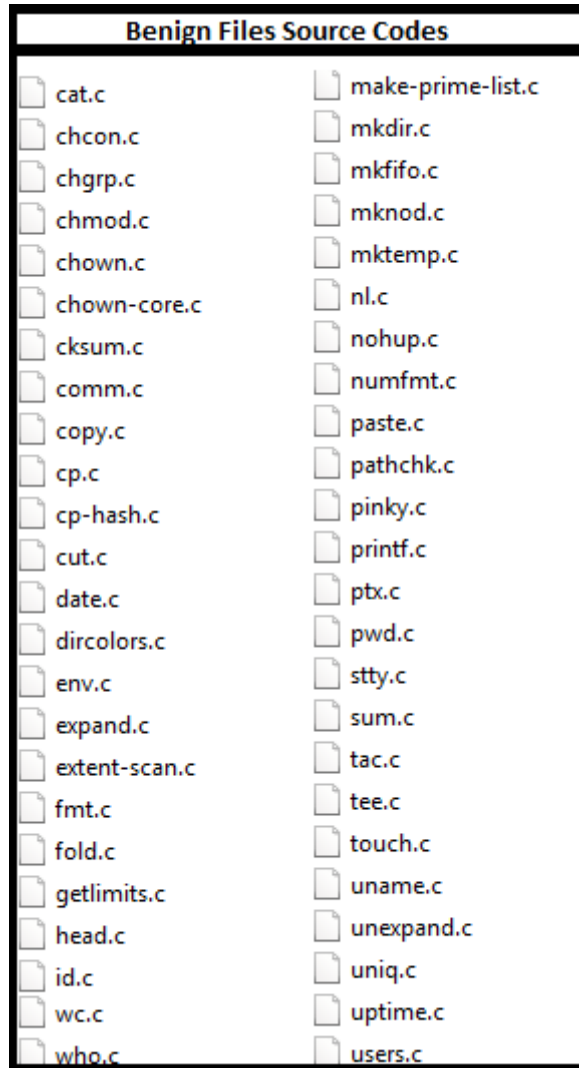 Benign Files Source Codes
cat.c
chcon.c
chgrp.c
chmod.c
chown.c
chown-core.c
cksum.c
comm.c
copy.c
cp.c
cp-hash.c
cut.c
date.c
dircolors.c
env.c
expand.c
extent-scan.c
fmt.c
fold.c
getlimits.c
head.c
id.c
wc.c
who.c
make-prime-list.c
mkdir.c
mkfifo.c
mknod.c
mktemp.c
nl.c
nohup.c
numfmt.c
paste.c
pathchk.c
pinky.c
printf.c
ptx.c
pwd.c
stty.c
sum.c
tac.c
tee.c
touch.c
uname.c
unexpand.c
uniq.c
uptime.c
users.c